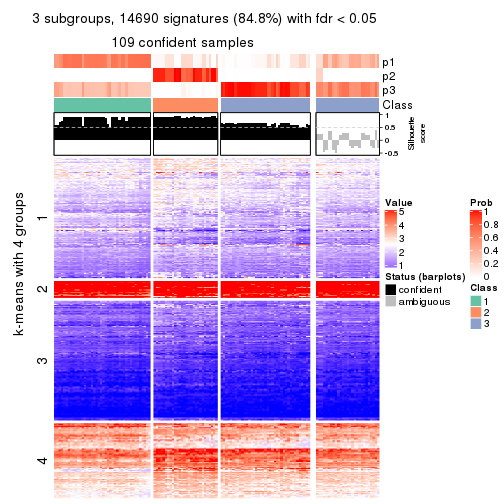 3 subgroups, 14690 signatures (84.8%) with fdr < 0.05
109 confident samples
p1
p2
p3
Class
1
0.5
0
-0.5
Silhouette
score
k-means with 4 groups
1
2
3
4
Value
5
4
3
2
1
Status (barplots)
confident
ambiguous
Prob
1
0.8
0.6
0.4
0.2
0
Class
1
2
3